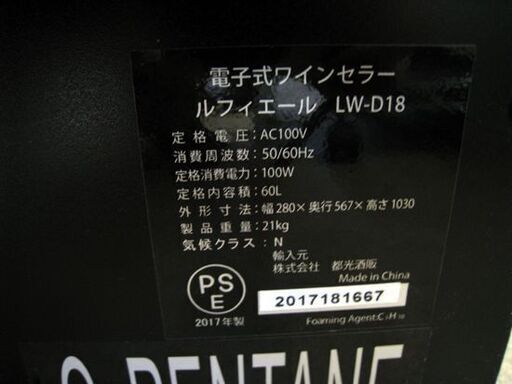 電子式ワインセラー
ルフィエール LW-D18
定格電圧:AC100V
消費周波数:50/60Hz
定格消費電力:100W
定格内容積:60L
外形寸法:幅280×奥行567×高さ1030
製品重量:21kg
気候クラス:N
輸入元
株式会社 都光酒販
Made in China
PS
E
2017181667
2017年製
Foaming Agent:C5H10
PENTANE